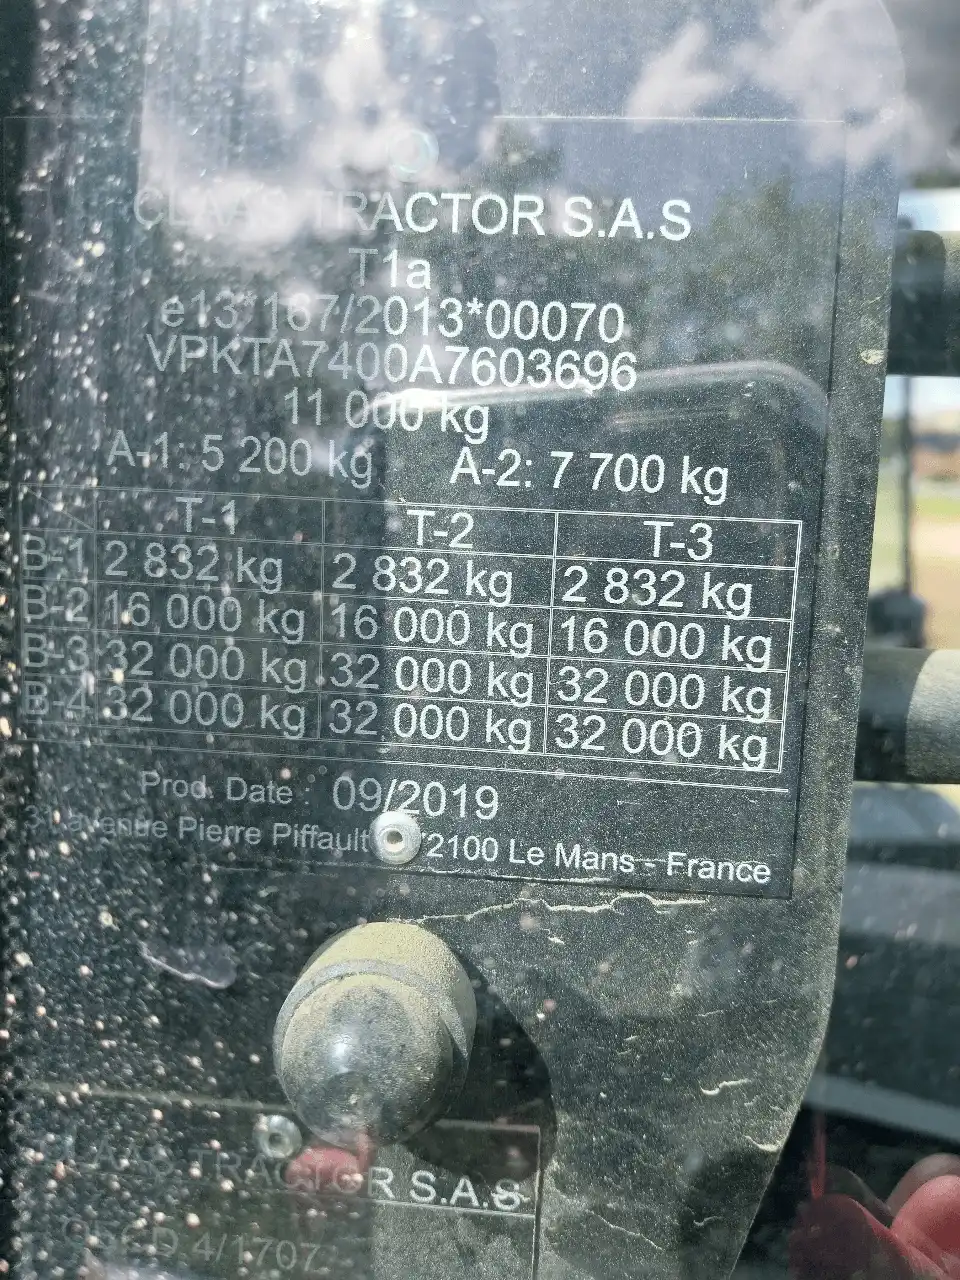 CLAAS TRACTOR S.A.S
T1a
e13*167/2013*00070
VPKTA7400A7603696
11 000 kg
A-1: 5 200 kg A-2: 7 700 kg
T-1 T-2 T-3
B-1 2 832 kg 2 832 kg 2 832 kg
B-2 16 000 kg 16 000 kg 16 000 kg
B-3 32 000 kg 32 000 kg 32 000 kg
B-4 32 000 kg 32 000 kg 32 000 kg
Prod. Date : 09/2019
avenue Pierre Piffault 72100 Le Mans - France
CLAAS TRACTOR S.A.S
4/1707